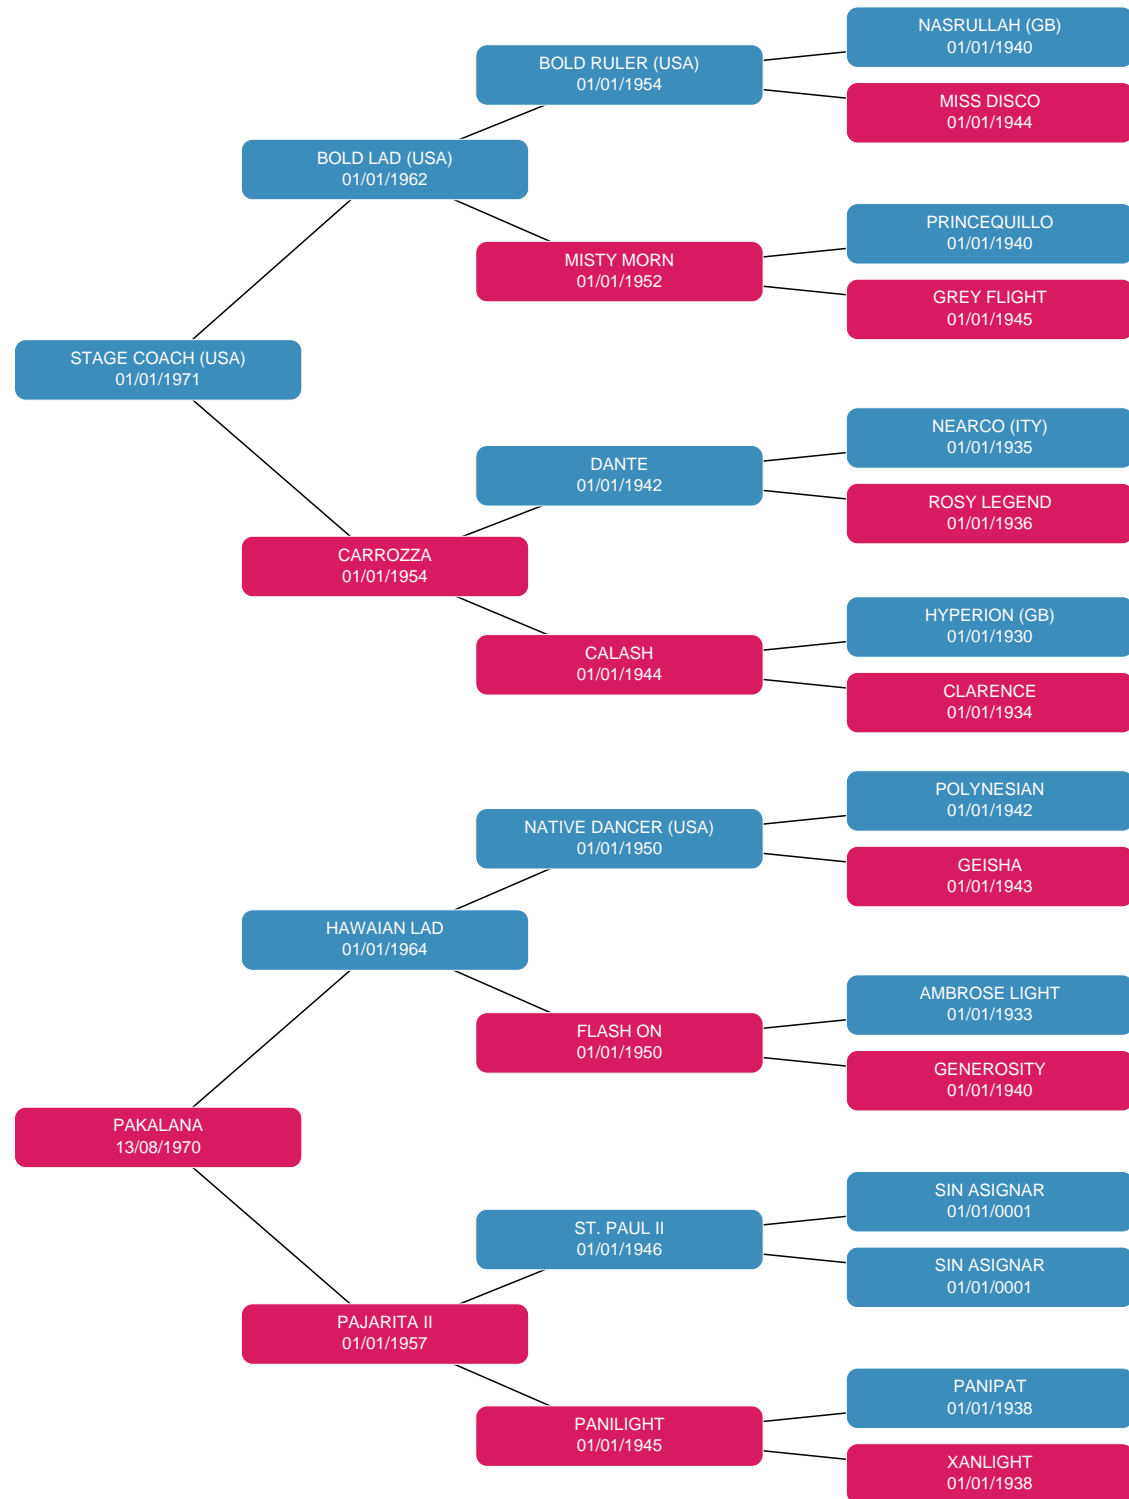 NASRULLAH (GB)
01/01/1940
BOLD RULER (USA)
01/01/1954
MISS DISCO
01/01/1944
BOLD LAD (USA)
01/01/1962
PRINCEQUILLO
01/01/1940
MISTY MORN
01/01/1952
GREY FLIGHT
01/01/1945
STAGE COACH (USA)
01/01/1971
NEARCO (ITY)
01/01/1935
DANTE
01/01/1942
ROSY LEGEND
01/01/1936
CARROZZA
01/01/1954
HYPERION (GB)
01/01/1930
CALASH
01/01/1944
CLARENCE
01/01/1934
POLYNESIAN
01/01/1942
NATIVE DANCER (USA)
01/01/1950
GEISHA
01/01/1943
HAWAIAN LAD
01/01/1964
AMBROSE LIGHT
01/01/1933
FLASH ON
01/01/1950
GENEROSITY
01/01/1940
PAKALANA
13/08/1970
SIN ASIGNAR
01/01/0001
ST. PAUL II
01/01/1946
SIN ASIGNAR
01/01/0001
PAJARITA II
01/01/1957
PANIPAT
01/01/1938
PANILIGHT
01/01/1945
XANLIGHT
01/01/1938